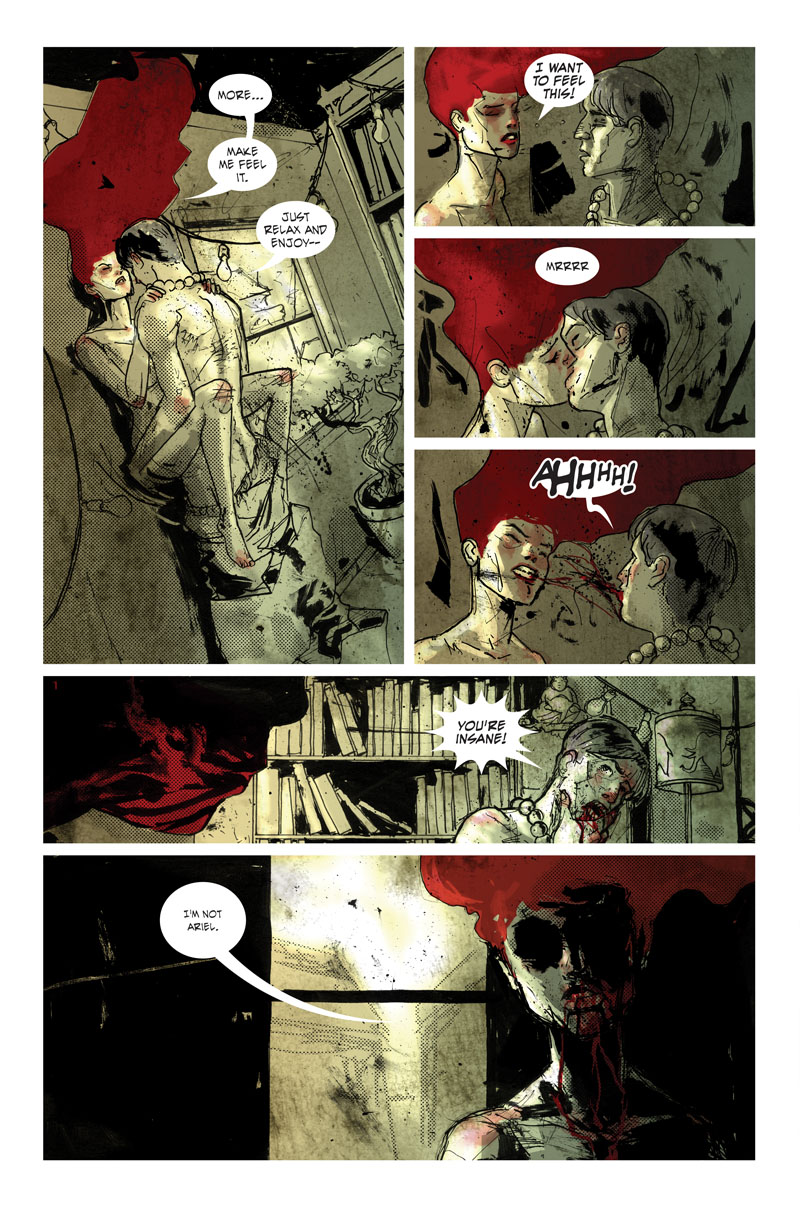 MORE...
MAKE
ME FEEL
IT.
JUST
RELAX AND
ENJOY--
I WANT
TO FEEL
THIS!
MRRRR
AHHHHH!
YOU'RE
INSANE!
I'M NOT
ARIEL.